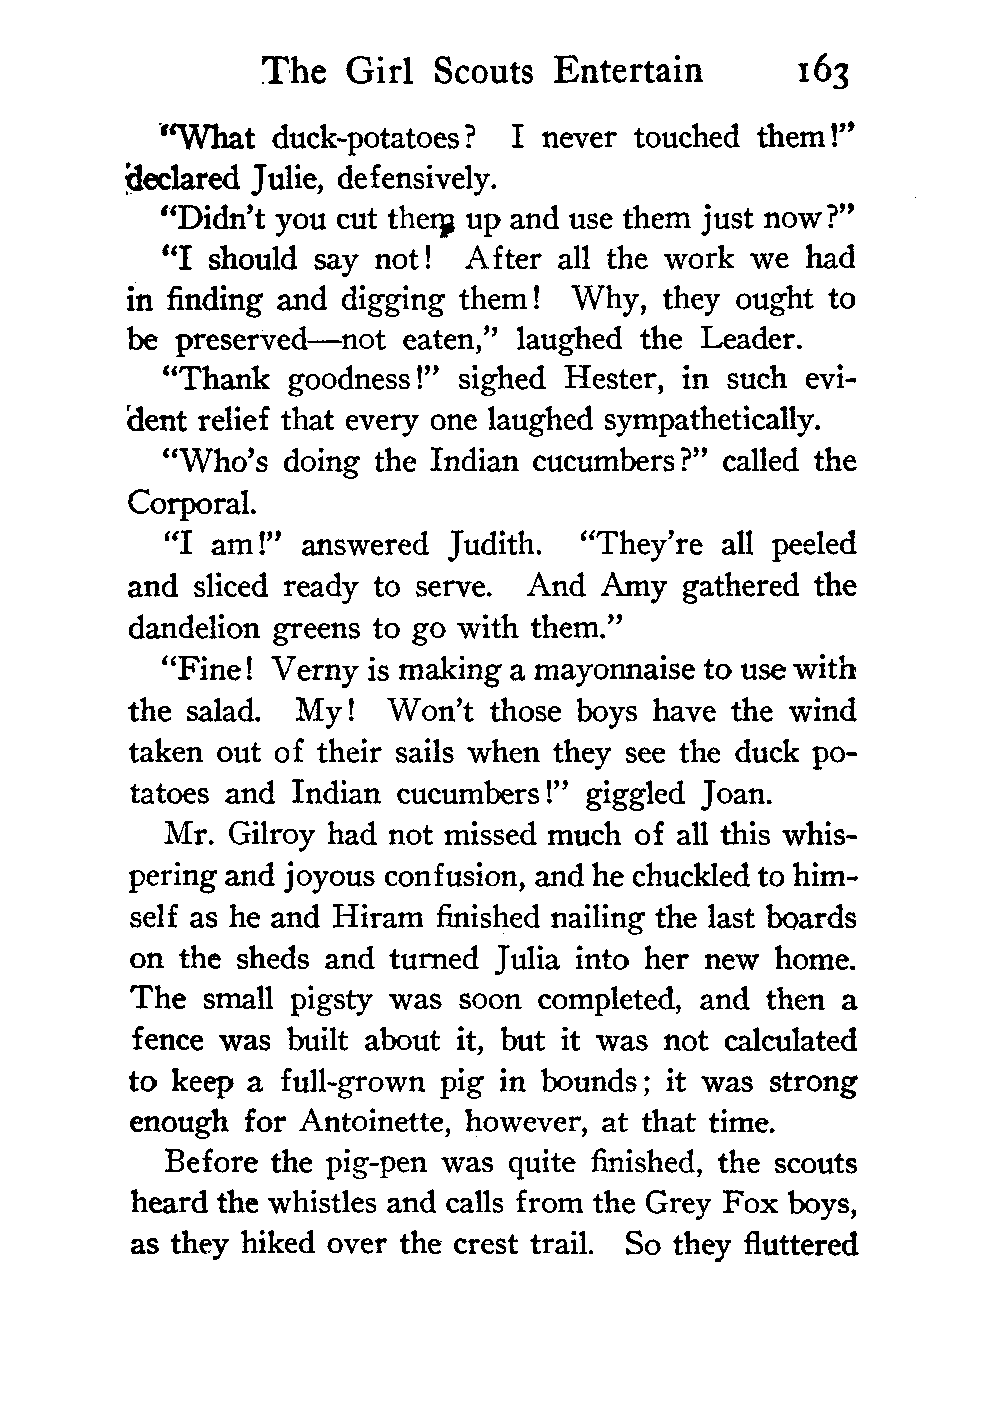 The Girl Scouts Entertain 163
"What duck-potatoes? I never touched them!"
declared Julie, defensively.
"Didn't you cut them up and use them just now?"
"I should say not! After all the work we had
in finding and digging them! Why, they ought to
be preserved—not eaten," laughed the Leader.
"Thank goodness!" sighed Hester, in such evi-
dent relief that every one laughed sympathetically.
"Who's doing the Indian cucumbers?" called the
Corporal.
"I am!" answered Judith. "They're all peeled
and sliced ready to serve. And Amy gathered the
dandelion greens to go with them."
"Fine! Verny is making a mayonnaise to use with
the salad. My! Won't those boys have the wind
taken out of their sails when they see the duck po-
tatoes and Indian cucumbers!" giggled Joan.
Mr. Gilroy had not missed much of all this whis-
pering and joyous confusion, and he chuckled to him-
self as he and Hiram finished nailing the last boards
on the sheds and turned Julia into her new home.
The small pigsty was soon completed, and then a
fence was built about it, but it was not calculated
to keep a full-grown pig in bounds; it was strong
enough for Antoinette, however, at that time.
Before the pig-pen was quite finished, the scouts
heard the whistles and calls from the Grey Fox boys,
as they hiked over the crest trail. So they fluttered